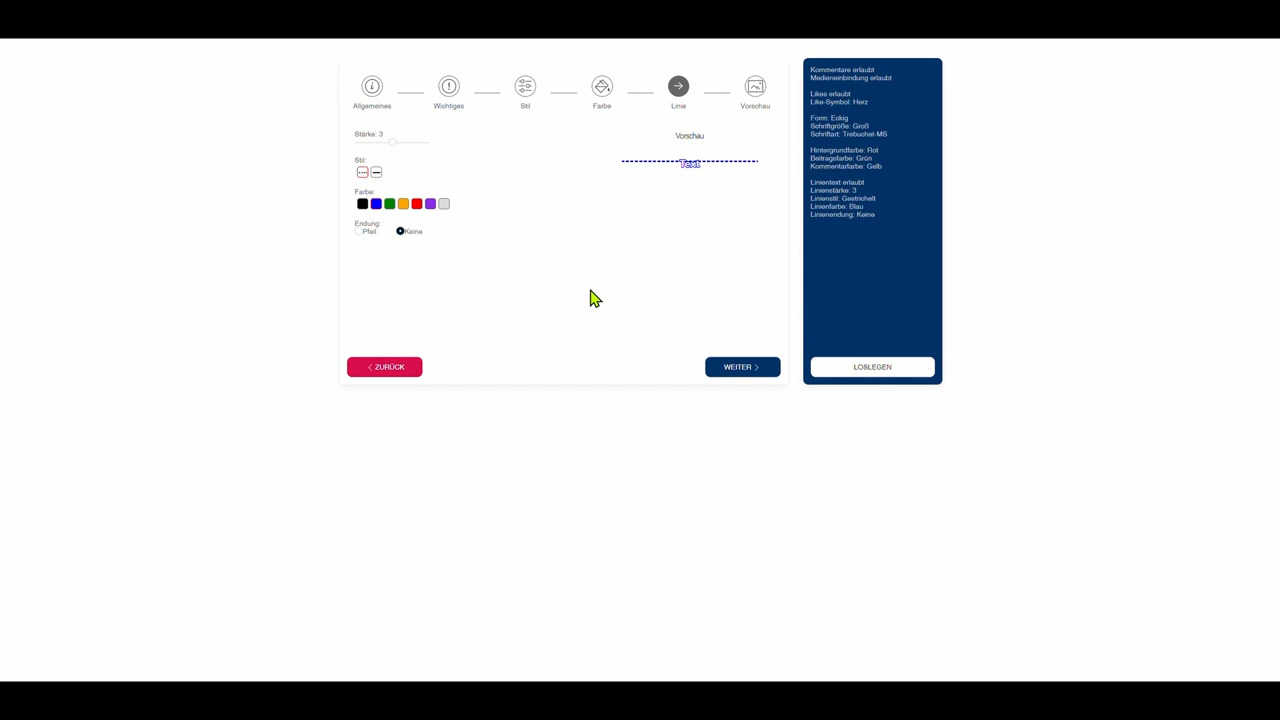 Allgemeines
Wichtiges
Stil
Farbe
Linie
Vorschau
Stärke: 3
Stil:
Farbe:
Endung:
Pfeil
Keine
Vorschau
Text
ZURÜCK
WEITER
Kommentare erlaubt
Medieneinbindung erlaubt
Likes erlaubt
Like-Symbol: Herz
Form: Eckig
Schriftgröße: Groß
Schriftart: Trebuchet-MS
Hintergrundfarbe: Rot
Beitragsfarbe: Grün
Kommentarfarbe: Gelb
Linientext erlaubt
Linienstärke: 3
Linienstil: Gestrichelt
Linienfarbe: Blau
Linienendung: Keine
LOSLEGEN